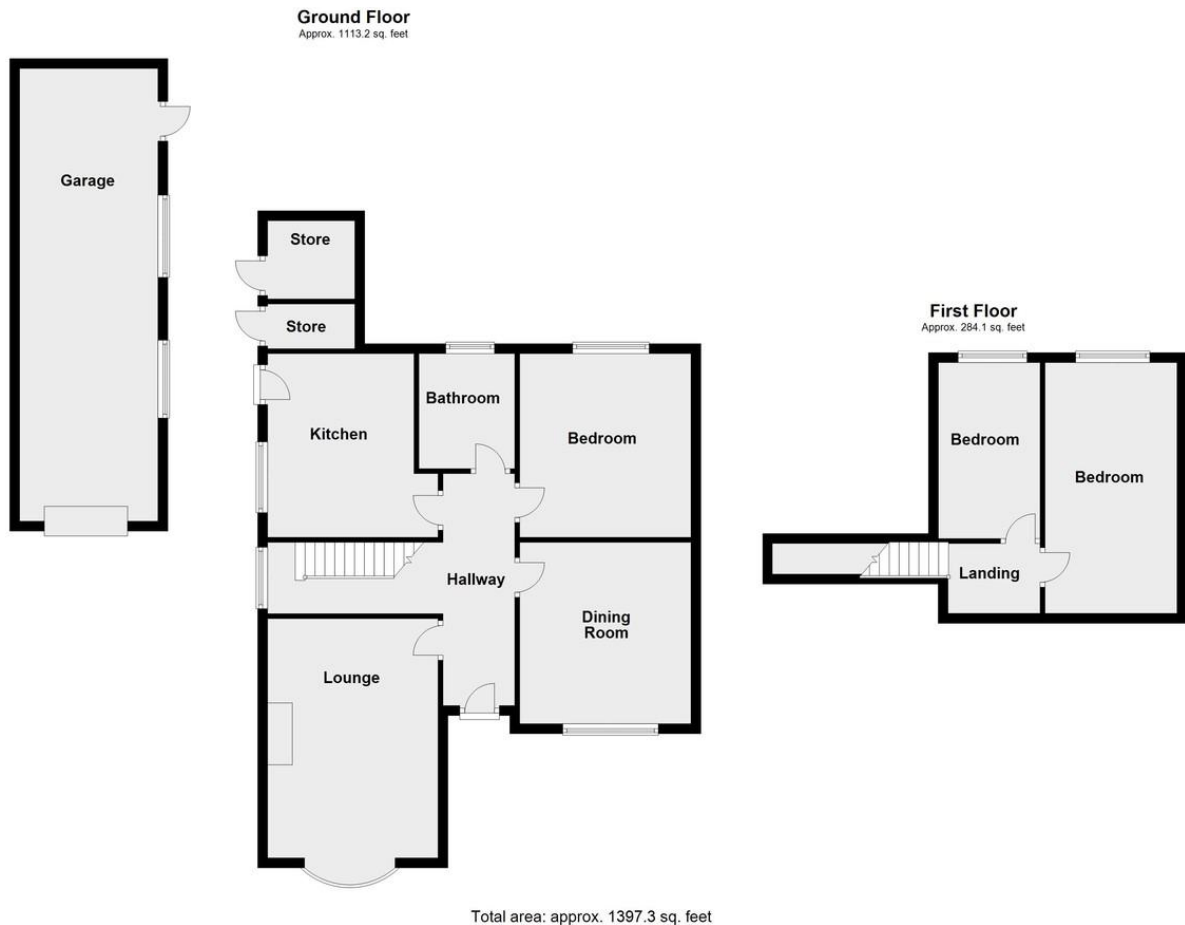 Ground Floor
Approx. 1113.2 sq. feet
Garage
Store
Store
Bathroom
Kitchen
Bedroom
Hallway
Dining
Room
Lounge
First Floor
Approx. 284.1 sq. feet
Bedroom
Bedroom
Landing
Total area: approx. 1397.3 sq. feet